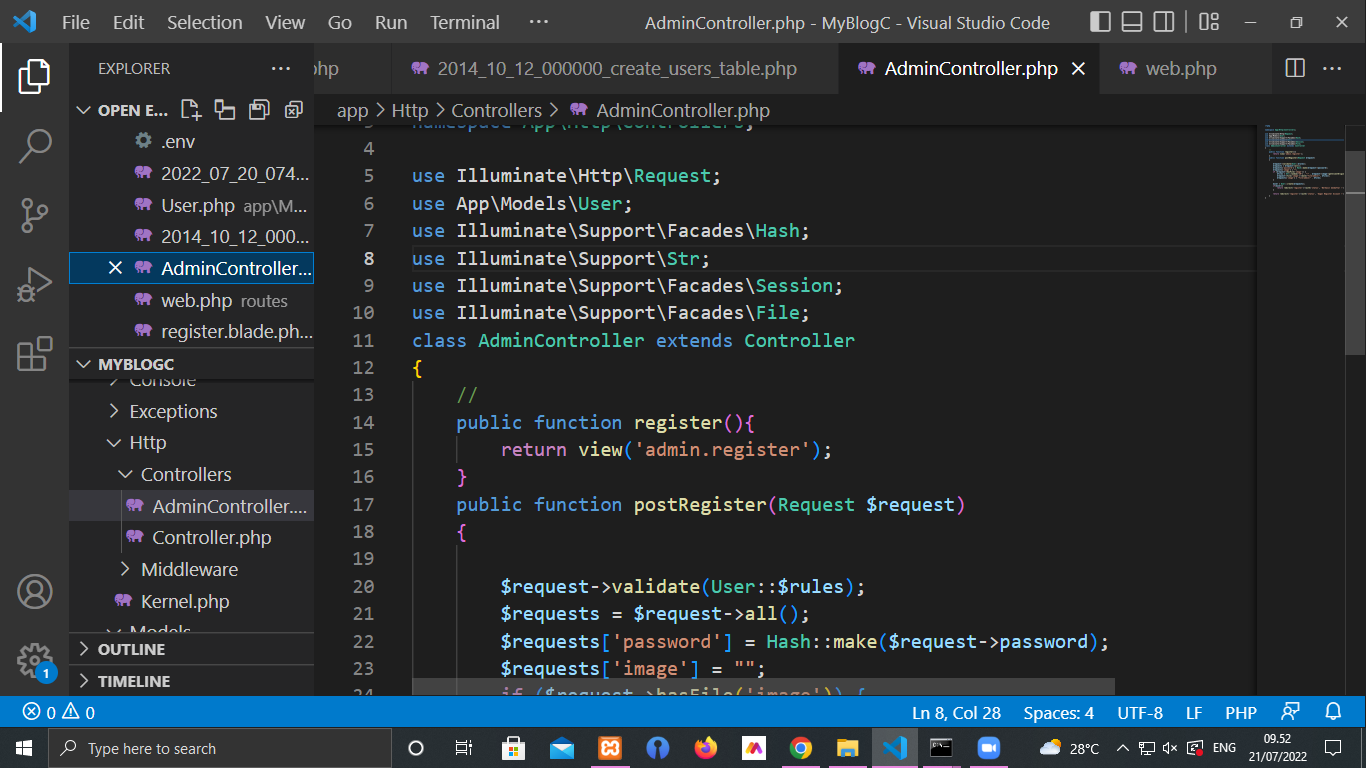 File Edit Selection View Go Run Terminal ··· AdminController.php - MyBlogC - Visual Studio Code
EXPLORER ···
php 2014_10_12_000000_create_users_table.php AdminController.php web.php ···
OPEN E...
.env
2022_07_20_074...
User.php app\M...
2014_10_12_000...
AdminController...
web.php routes
register.blade.ph...
MYBLOGC
Console
Exceptions
Http
Controllers
AdminController....
Controller.php
Middleware
Kernel.php
Models
OUTLINE
TIMELINE
app > Http > Controllers > AdminController.php
3 namespace App\Http\Controllers;
4
5 use Illuminate\Http\Request;
6 use App\Models\User;
7 use Illuminate\Support\Facades\Hash;
8 use Illuminate\Support\Str;
9 use Illuminate\Support\Facades\Session;
10 use Illuminate\Support\Facades\File;
11 class AdminController extends Controller
12 {
13 //
14 public function register(){
15 return view('admin.register');
16 }
17 public function postRegister(Request $request)
18 {
19
20 $request->validate(User::$rules);
21 $requests = $request->all();
22 $requests['password'] = Hash::make($request->password);
23 $requests['image'] = "";
24 if ($request->hasFile('image')) {
1
0 0 Ln 8, Col 28 Spaces: 4 UTF-8 LF PHP
Type here to search 28°C ENG 09.52
21/07/2022